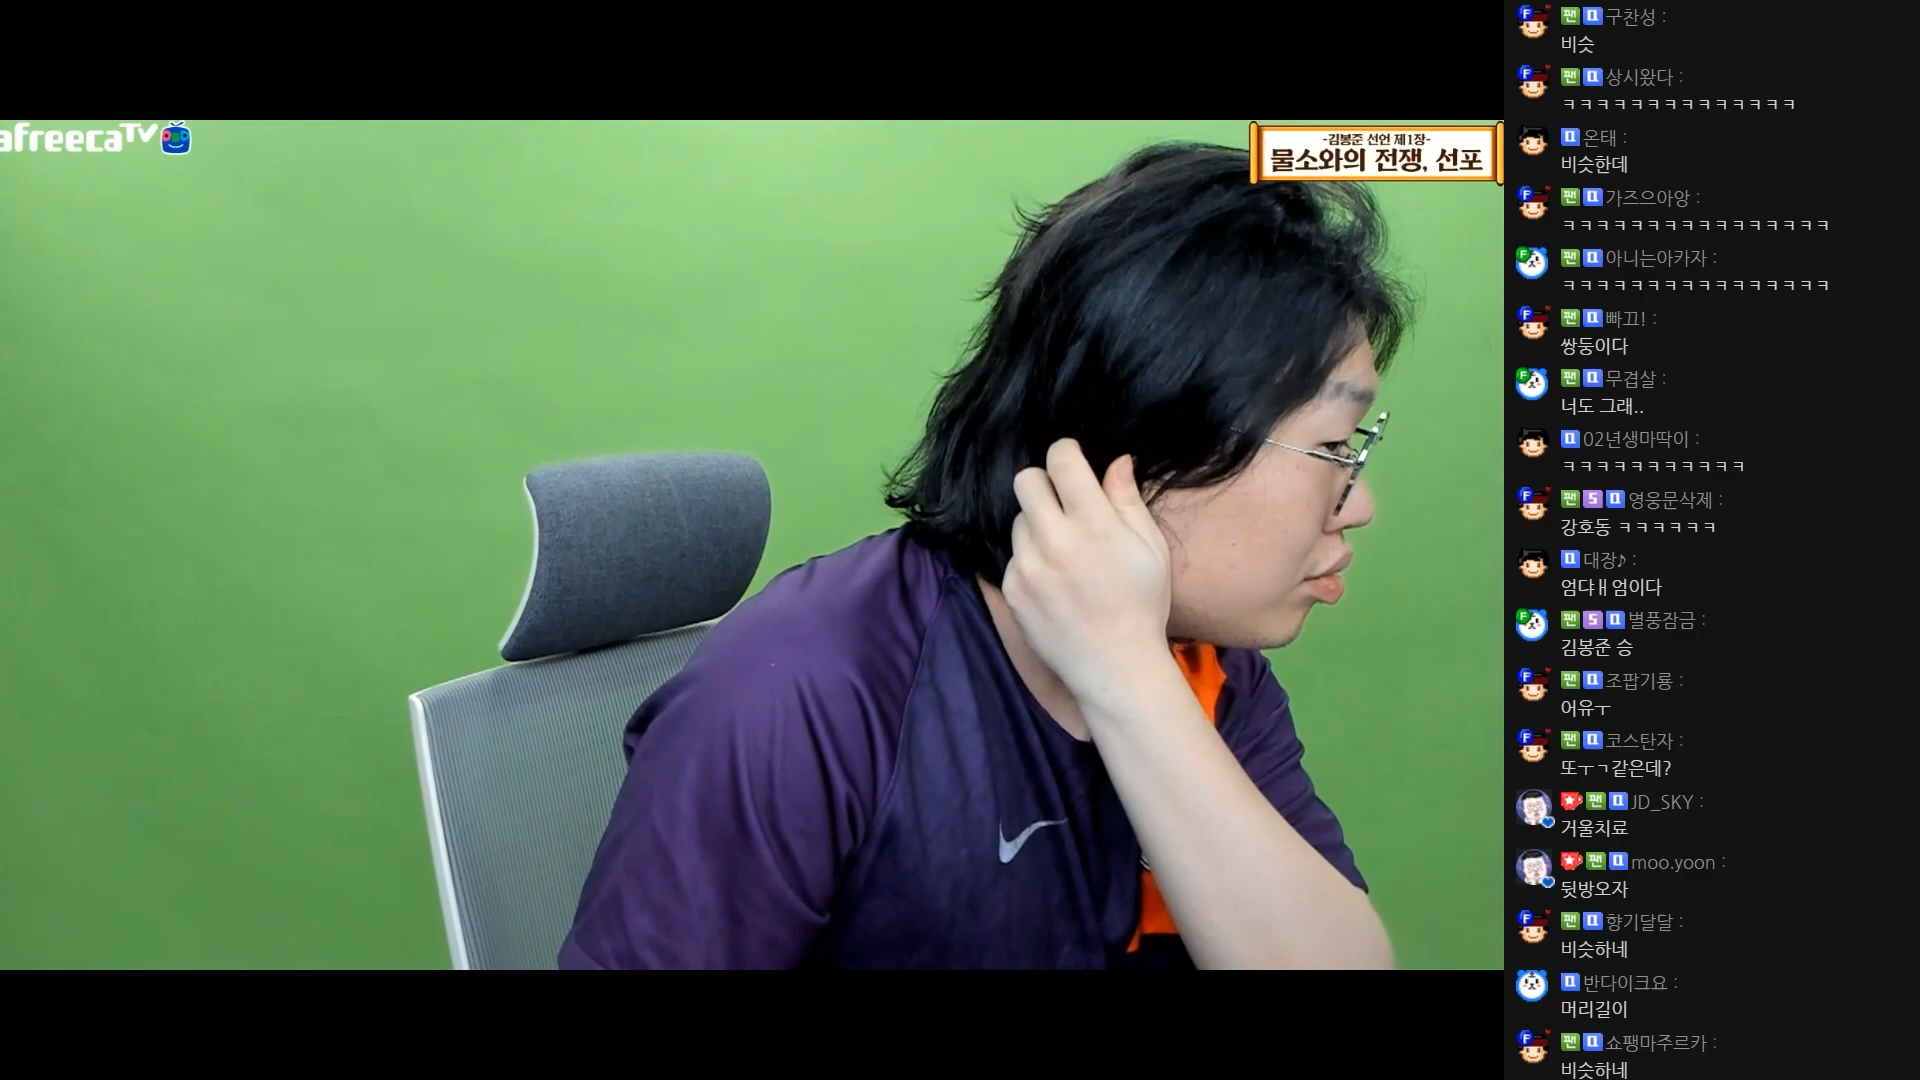 afreecaTV
-김봉준 선언 제1장-
물소와의 전쟁, 선포
구찬성 :
비슷
상시왔다 :
ㅋㅋㅋㅋㅋㅋㅋㅋㅋㅋㅋㅋㅋㅋ
온태 :
비슷한데
가즈으아앙 :
ㅋㅋㅋㅋㅋㅋㅋㅋㅋㅋㅋㅋㅋㅋㅋㅋ
아니는아카자 :
ㅋㅋㅋㅋㅋㅋㅋㅋㅋㅋㅋㅋㅋㅋㅋㅋ
빠끄! :
쌍둥이다
무겹살 :
너도 그래..
02년생마딱이 :
ㅋㅋㅋㅋㅋㅋㅋㅋㅋㅋㅋ
영웅문삭제 :
강호동 ㅋㅋㅋㅋㅋㅋ
대장♪ :
엄댜ㅐ엄이다
별풍잠금 :
김봉준 승
조팝기룡 :
어유ㅜ
코스탄자 :
또ㅜㄱ같은데?
JD_SKY :
거울치료
moo.yoon :
뒷방오자
향기달달 :
비슷하네
반다이크요 :
머리길이
쇼팽마주르카 :
비슷하네